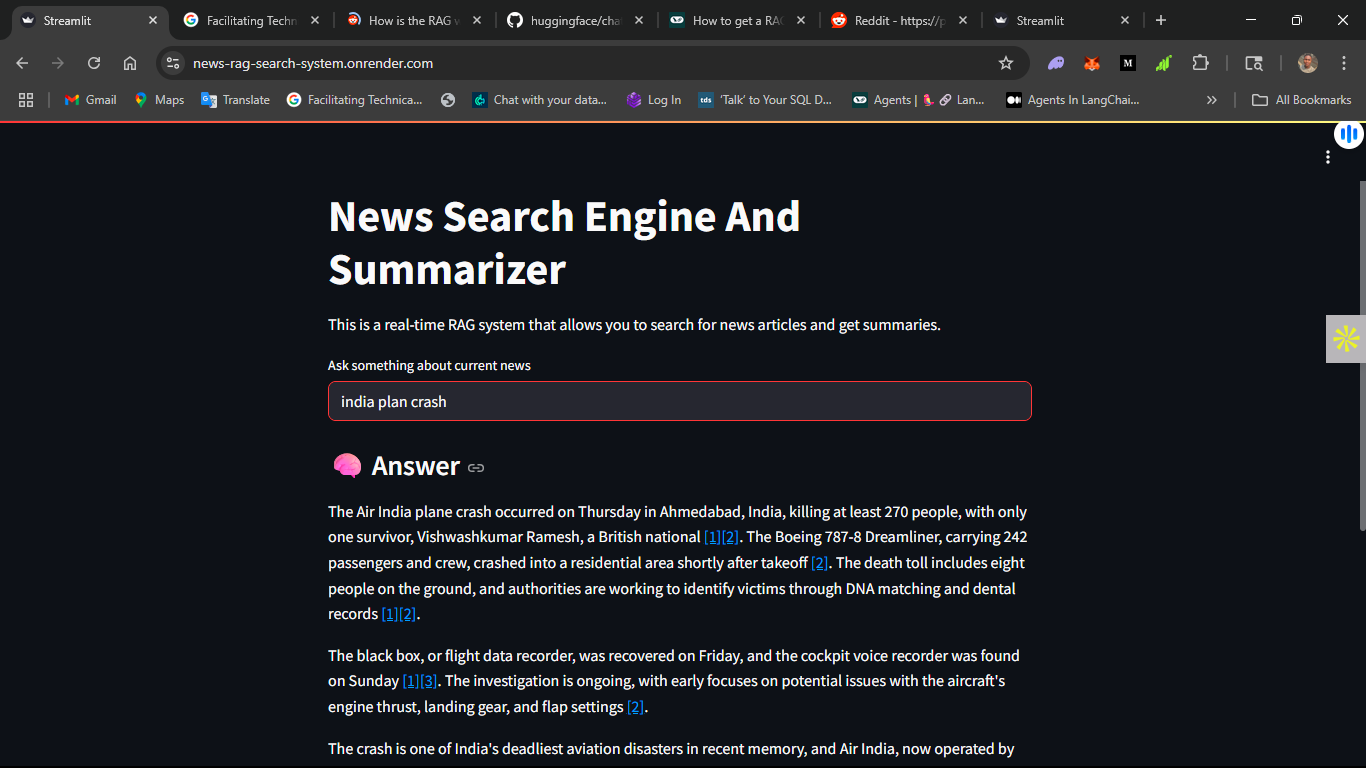 Streamlit
Facilitating Techn
How is the RAG w
huggingface/cha
How to get a RAG
Reddit - https://p
Streamlit
news-rag-search-system.onrender.com
M
Gmail
Maps
Translate
Facilitating Technica...
Chat with your data...
Log In
tds
'Talk' to Your SQL D...
Agents | 🦜🔗 Lan...
Agents In LangChai...
»
All Bookmarks
News Search Engine And
Summarizer
This is a real-time RAG system that allows you to search for news articles and get summaries.
Ask something about current news
india plan crash
🧠 Answer
The Air India plane crash occurred on Thursday in Ahmedabad, India, killing at least 270 people, with only
one survivor, Vishwashkumar Ramesh, a British national [1][2]. The Boeing 787-8 Dreamliner, carrying 242
passengers and crew, crashed into a residential area shortly after takeoff [2]. The death toll includes eight
people on the ground, and authorities are working to identify victims through DNA matching and dental
records [1][2].
The black box, or flight data recorder, was recovered on Friday, and the cockpit voice recorder was found
on Sunday [1][3]. The investigation is ongoing, with early focuses on potential issues with the aircraft's
engine thrust, landing gear, and flap settings [2].
The crash is one of India's deadliest aviation disasters in recent memory, and Air India, now operated by